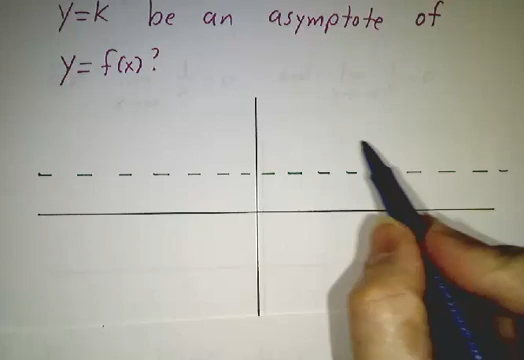 y=k be an asymptote of
y= f(x)?